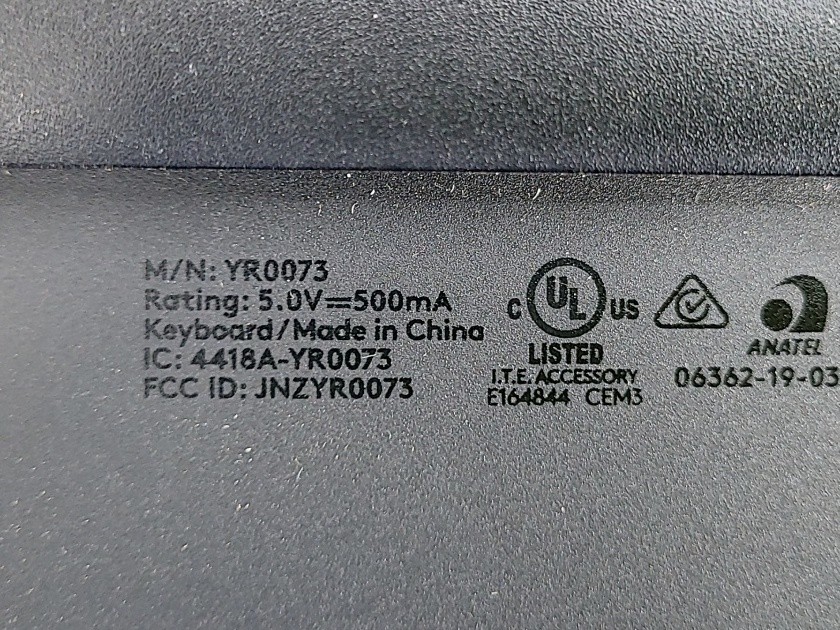 M/N: YR0073
Rating: 5.0V⎓500mA
Keyboard/Made in China
IC: 4418A-YR0073
FCC ID: JNZYR0073
C UL US
LISTED
I.T.E. ACCESSORY
E164844 CEM3
ANATEL
06362-19-03